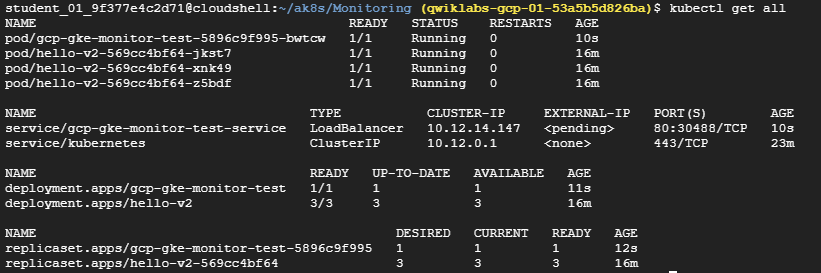 student_01_9f377e4c2d71@cloudshell:~/ak8s/Monitoring (qwiklabs-gcp-01-53a5b5d826ba)$ kubectl get all
NAME READY STATUS RESTARTS AGE
pod/gcp-gke-monitor-test-5896c9f995-bwtcw 1/1 Running 0 10s
pod/hello-v2-569cc4bf64-jkst7 1/1 Running 0 16m
pod/hello-v2-569cc4bf64-xnk49 1/1 Running 0 16m
pod/hello-v2-569cc4bf64-z5bdf 1/1 Running 0 16m
NAME TYPE CLUSTER-IP EXTERNAL-IP PORT(S) AGE
service/gcp-gke-monitor-test-service LoadBalancer 10.12.14.147 <pending> 80:30488/TCP 10s
service/kubernetes ClusterIP 10.12.0.1 <none> 443/TCP 23m
NAME READY UP-TO-DATE AVAILABLE AGE
deployment.apps/gcp-gke-monitor-test 1/1 1 1 11s
deployment.apps/hello-v2 3/3 3 3 16m
NAME DESIRED CURRENT READY AGE
replicaset.apps/gcp-gke-monitor-test-5896c9f995 1 1 1 12s
replicaset.apps/hello-v2-569cc4bf64 3 3 3 16m